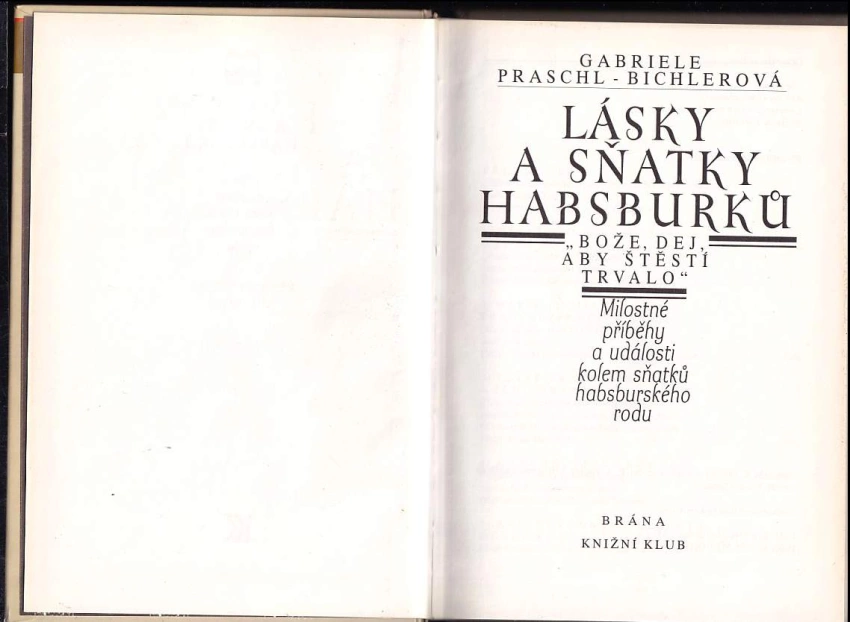 GABRIELE
PRASCHL - BICHLEROVÁ
LÁSKY
A SŇATKY
HABSBURKŮ
„BOŽE, DEJ,
ABY ŠTĚSTÍ
TRVALO“
Milostné
příběhy
a události
kolem sňatků
habsburského
rodu
BRÁNA
KNIŽNÍ KLUB